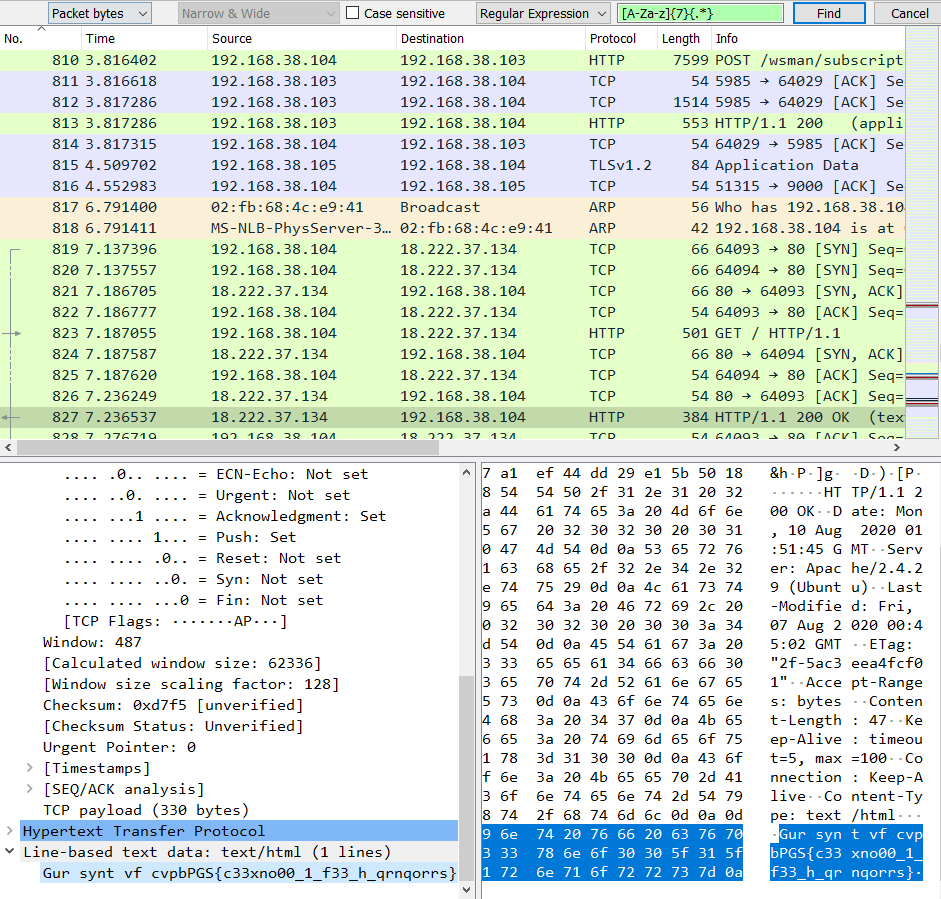 Packet bytes Narrow & Wide Case sensitive Regular Expression [A-Za-z]{7}{.*} Find Cancel
No. Time Source Destination Protocol Length Info
810 3.816402 192.168.38.104 192.168.38.103 HTTP 7599 POST /wsman/subscript
811 3.816618 192.168.38.103 192.168.38.104 TCP 54 5985 → 64029 [ACK] Se
812 3.817286 192.168.38.103 192.168.38.104 TCP 1514 5985 → 64029 [ACK] Se
813 3.817286 192.168.38.103 192.168.38.104 HTTP 553 HTTP/1.1 200 (appli
814 3.817315 192.168.38.104 192.168.38.103 TCP 54 64029 → 5985 [ACK] Se
815 4.509702 192.168.38.105 192.168.38.104 TLSv1.2 84 Application Data
816 4.552983 192.168.38.104 192.168.38.105 TCP 54 51315 → 9000 [ACK] Se
817 6.791400 02:fb:68:4c:e9:41 Broadcast ARP 56 Who has 192.168.38.10
818 6.791411 MS-NLB-PhysServer-3… 02:fb:68:4c:e9:41 ARP 42 192.168.38.104 is at
819 7.137396 192.168.38.104 18.222.37.134 TCP 66 64093 → 80 [SYN] Seq=
820 7.137557 192.168.38.104 18.222.37.134 TCP 66 64094 → 80 [SYN] Seq=
821 7.186705 18.222.37.134 192.168.38.104 TCP 66 80 → 64093 [SYN, ACK]
822 7.186777 192.168.38.104 18.222.37.134 TCP 54 64093 → 80 [ACK] Seq=
823 7.187055 192.168.38.104 18.222.37.134 HTTP 501 GET / HTTP/1.1
824 7.187587 18.222.37.134 192.168.38.104 TCP 66 80 → 64094 [SYN, ACK]
825 7.187620 192.168.38.104 18.222.37.134 TCP 54 64094 → 80 [ACK] Seq=
826 7.236249 18.222.37.134 192.168.38.104 TCP 54 80 → 64093 [ACK] Seq=
827 7.236537 18.222.37.134 192.168.38.104 HTTP 384 HTTP/1.1 200 OK (tex
828 7.276719 192.168.38.104 18.222.37.134 TCP 54 64093 → 80 [ACK] Seq=
.... .0.. .... = ECN-Echo: Not set
.... ..0. .... = Urgent: Not set
.... ...1 .... = Acknowledgment: Set
.... .... 1... = Push: Set
.... .... .0.. = Reset: Not set
.... .... ..0. = Syn: Not set
.... .... ...0 = Fin: Not set
[TCP Flags: ·······AP···]
Window: 487
[Calculated window size: 62336]
[Window size scaling factor: 128]
Checksum: 0xd7f5 [unverified]
[Checksum Status: Unverified]
Urgent Pointer: 0
[Timestamps]
[SEQ/ACK analysis]
TCP payload (330 bytes)
Hypertext Transfer Protocol
Line-based text data: text/html (1 lines)
Gur synt vf cvpbPGS{c33xno00_1_f33_h_qrnqorrs}
7 a1 ef 44 dd 29 e1 5b 50 18 &h·P·]g ·D·)·[P·
8 54 54 50 2f 31 2e 31 20 32 ······HT TP/1.1 2
a 44 61 74 65 3a 20 4d 6f 6e 00 OK··D ate: Mon
5 67 20 32 30 32 30 20 30 31 , 10 Aug 2020 01
0 47 4d 54 0d 0a 53 65 72 76 :51:45 G MT··Serv
1 63 68 65 2f 32 2e 34 2e 32 er: Apac he/2.4.2
e 74 75 29 0d 0a 4c 61 73 74 9 (Ubunt u)··Last
9 65 64 3a 20 46 72 69 2c 20 -Modifie d: Fri,
0 32 30 32 30 20 30 30 3a 34 07 Aug 2 020 00:4
d 54 0d 0a 45 54 61 67 3a 20 5:02 GMT ··ETag:
3 33 65 65 61 34 66 63 66 30 "2f-5ac3 eea4fcf0
3 65 70 74 2d 52 61 6e 67 65 1"··Acce pt-Range
5 73 0d 0a 43 6f 6e 74 65 6e s: bytes ··Conten
4 68 3a 20 34 37 0d 0a 4b 65 t-Length : 47··Ke
6 65 3a 20 74 69 6d 65 6f 75 ep-Alive : timeou
1 78 3d 31 30 30 0d 0a 43 6f t=5, max =100··Co
f 6e 3a 20 4b 65 65 70 2d 41 nnection : Keep-A
3 6f 6e 74 65 6e 74 2d 54 79 live··Co ntent-Ty
8 74 2f 68 74 6d 6c 0d 0a 0d pe: text /html···
9 6e 74 20 76 66 20 63 76 70 ·Gur syn t vf cvp
3 33 78 6e 6f 30 30 5f 31 5f bPGS{c33 xno00_1_
1 72 6e 71 6f 72 72 73 7d 0a f33_h_qr nqorrs}·